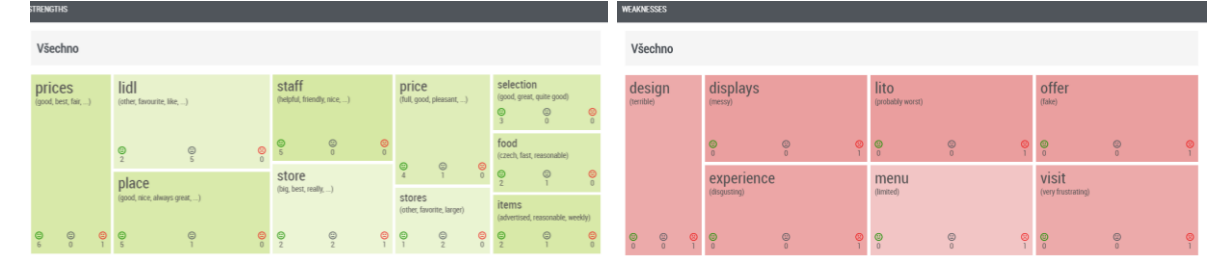 STRENGTHS
Všechno
prices
(good, best, fair, ...)
6 0 1
lidl
(other, favourite, like, ...)
2 5 0
place
(good, nice, always great, ...)
5 1 0
staff
(helpful, friendly, nice, ...)
5 0 0
store
(big, best, really, ...)
2 2 1
price
(full, good, pleasant, ...)
4 1 0
stores
(other, favorite, larger)
1 2 0
selection
(good, great, quite good)
3 0 0
food
(czech, fast, reasonable)
2 1 0
items
(advertised, reasonable, weekly)
2 1 0
WEAKNESSES
Všechno
design
(terrible)
0 0 1
displays
(messy)
0 0 1
experience
(disgusting)
0 0 1
lito
(probably worst)
0 0 1
menu
(limited)
0 0 1
offer
(fake)
0 0 1
visit
(very frustrating)
0 0 1